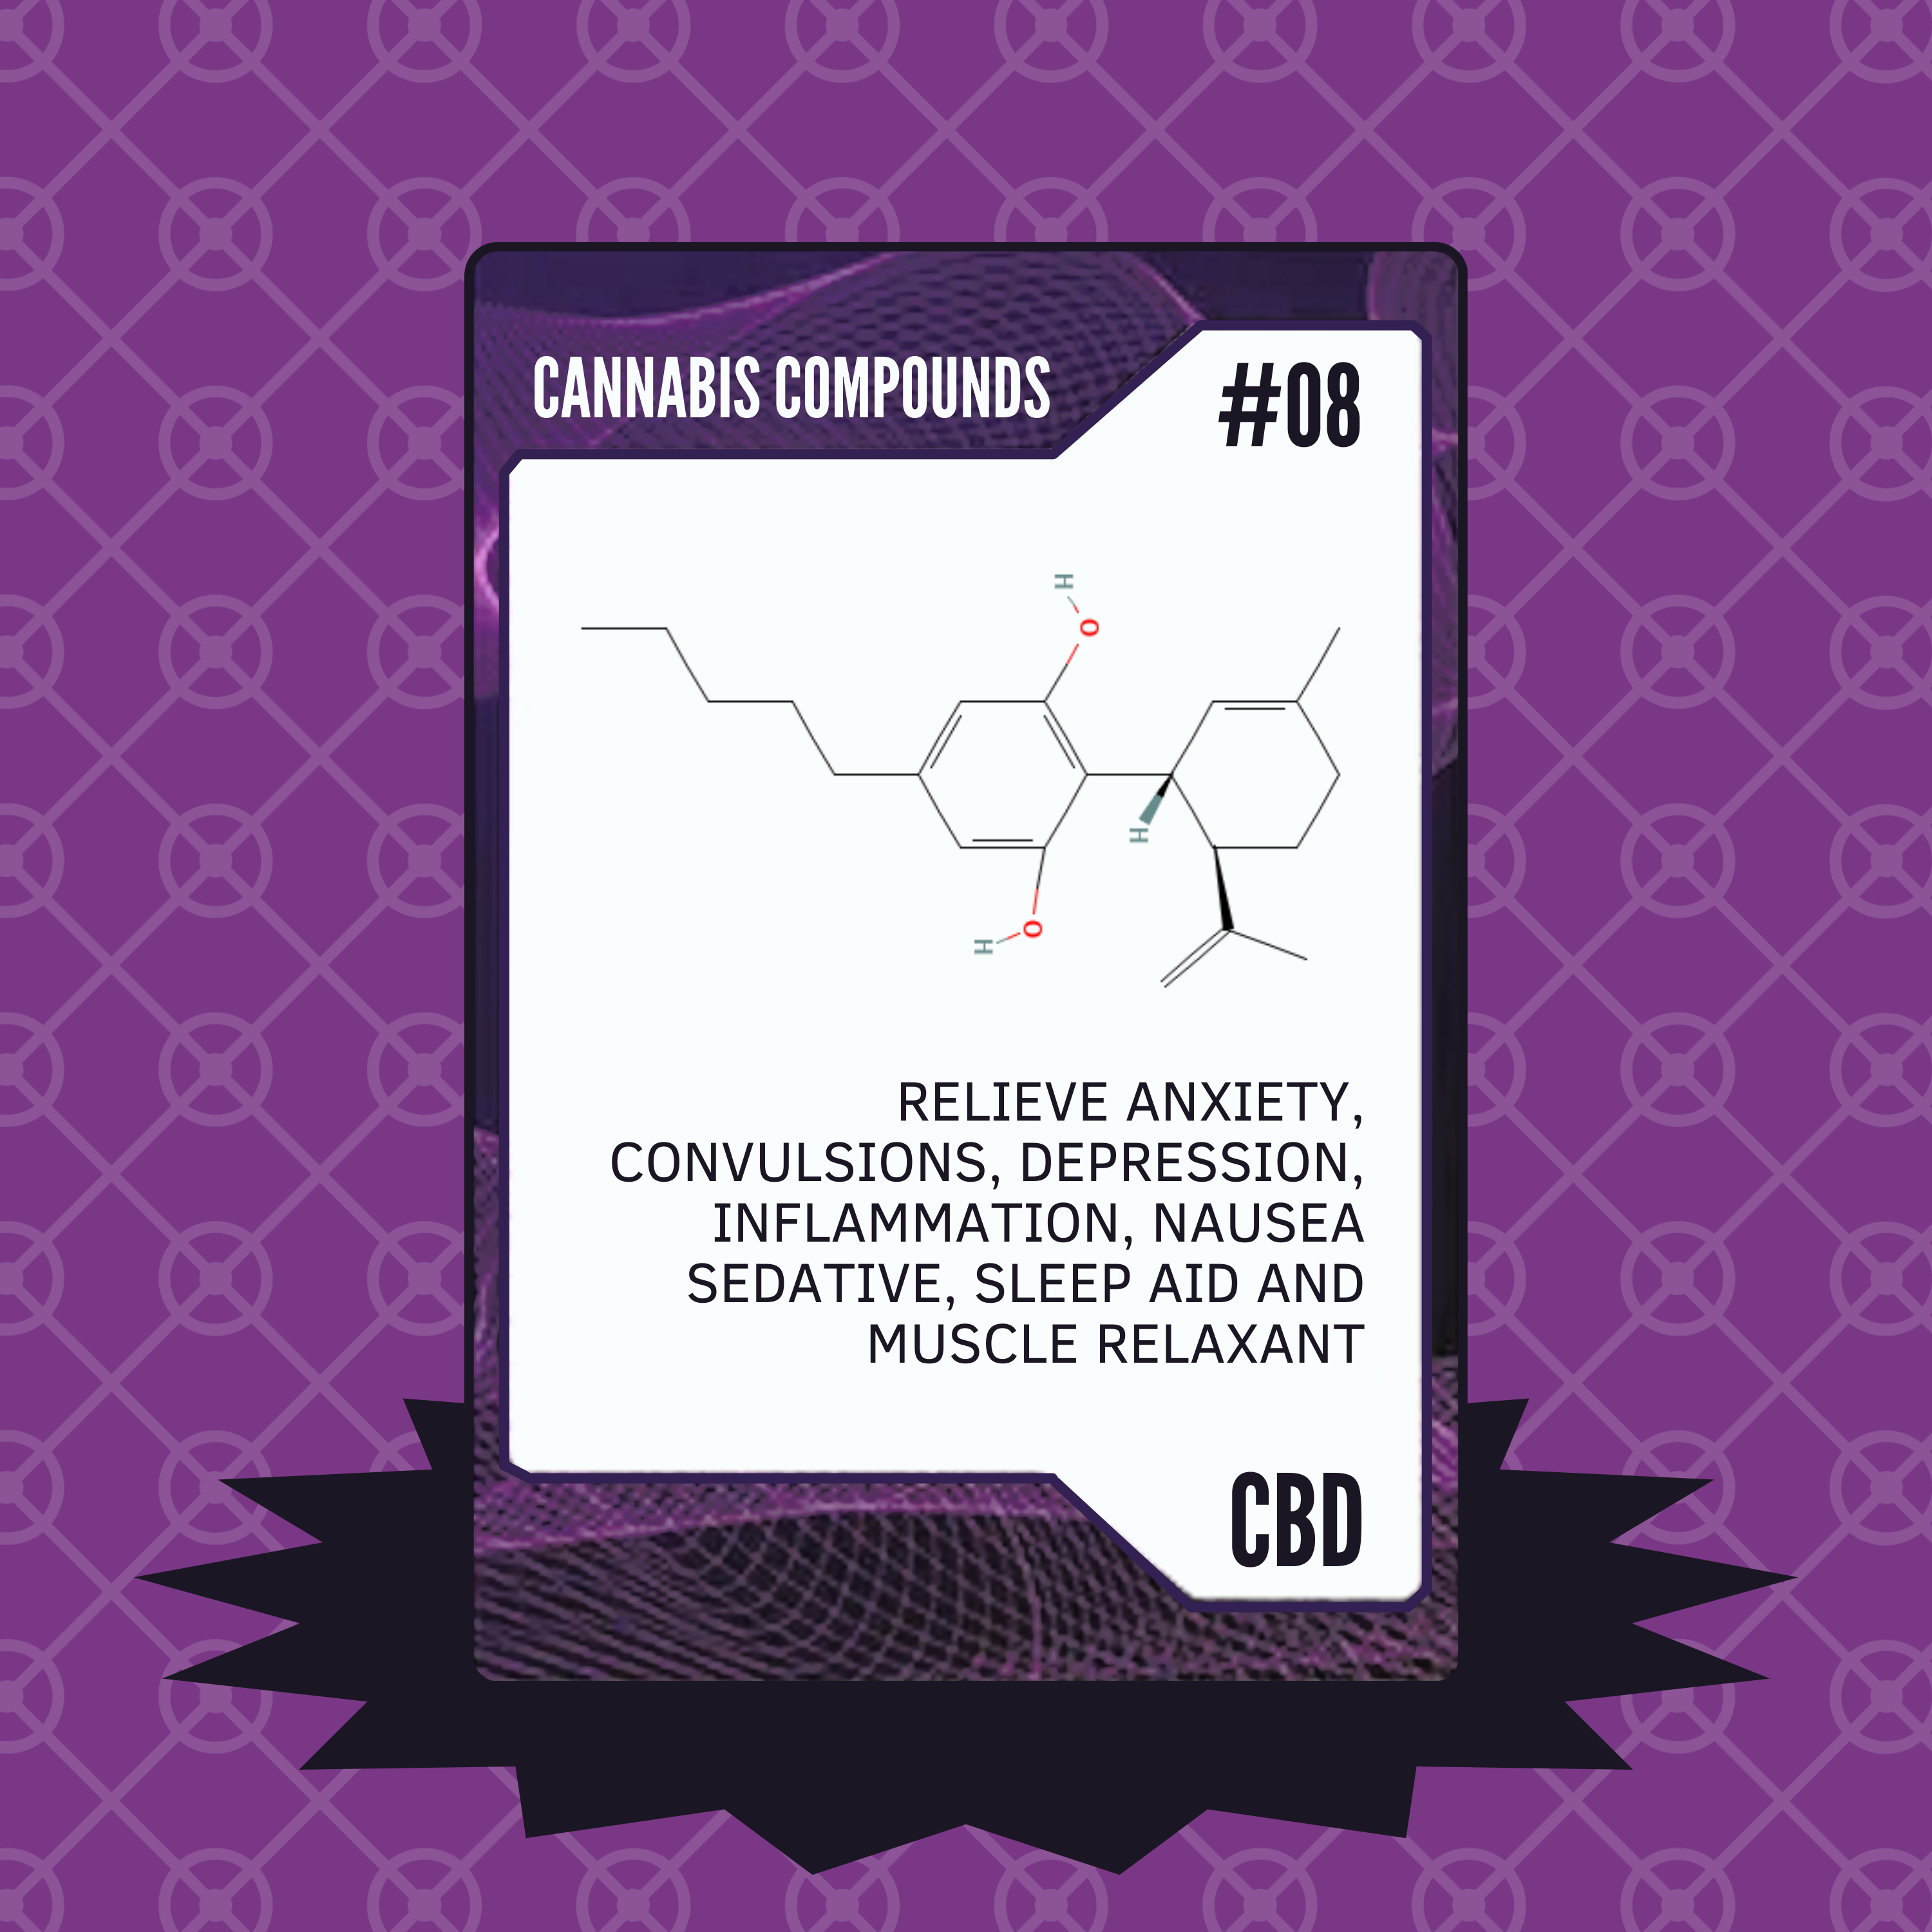 CANNABIS COMPOUNDS
#08
H
O
H
O
H
RELIEVE ANXIETY,
CONVULSIONS, DEPRESSION,
INFLAMMATION, NAUSEA
SEDATIVE, SLEEP AID AND
MUSCLE RELAXANT
CBD